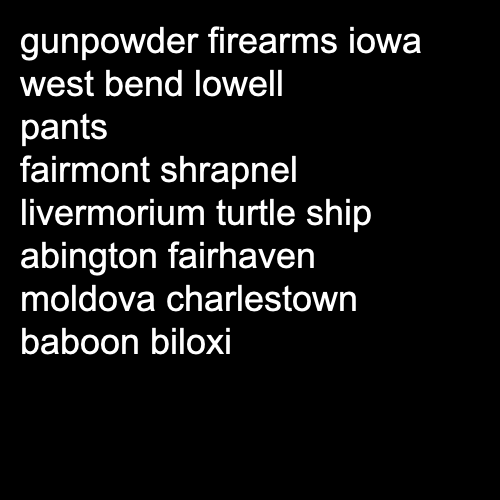 gunpowder firearms iowa
west bend lowell
pants
fairmont shrapnel
livermorium turtle ship
abington fairhaven
moldova charlestown
baboon biloxi